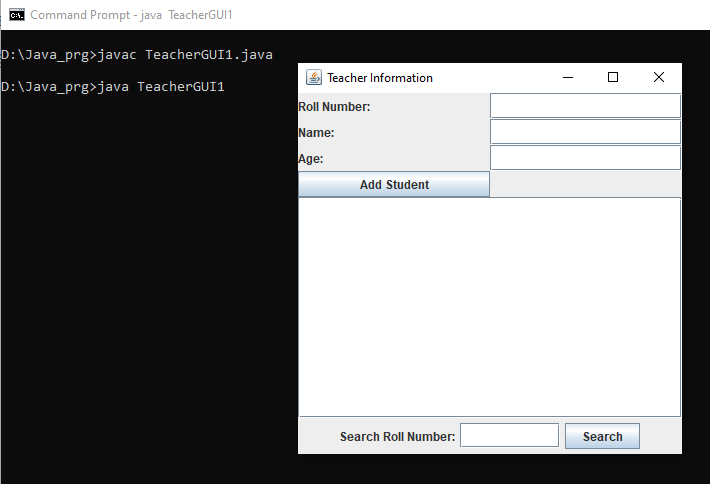 Command Prompt - java  TeacherGUI1
D:\Java_prg>javac TeacherGUI1.java
D:\Java_prg>java TeacherGUI1
Teacher Information
Roll Number:
Name:
Age:
Add Student
Search Roll Number: Search